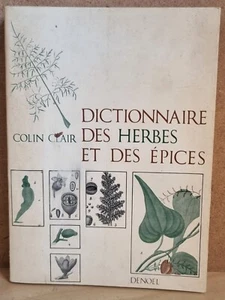 DICTIONNAIRE
COLIN CLAIR
DES HERBES
ET DES ÉPICES
DENOËL